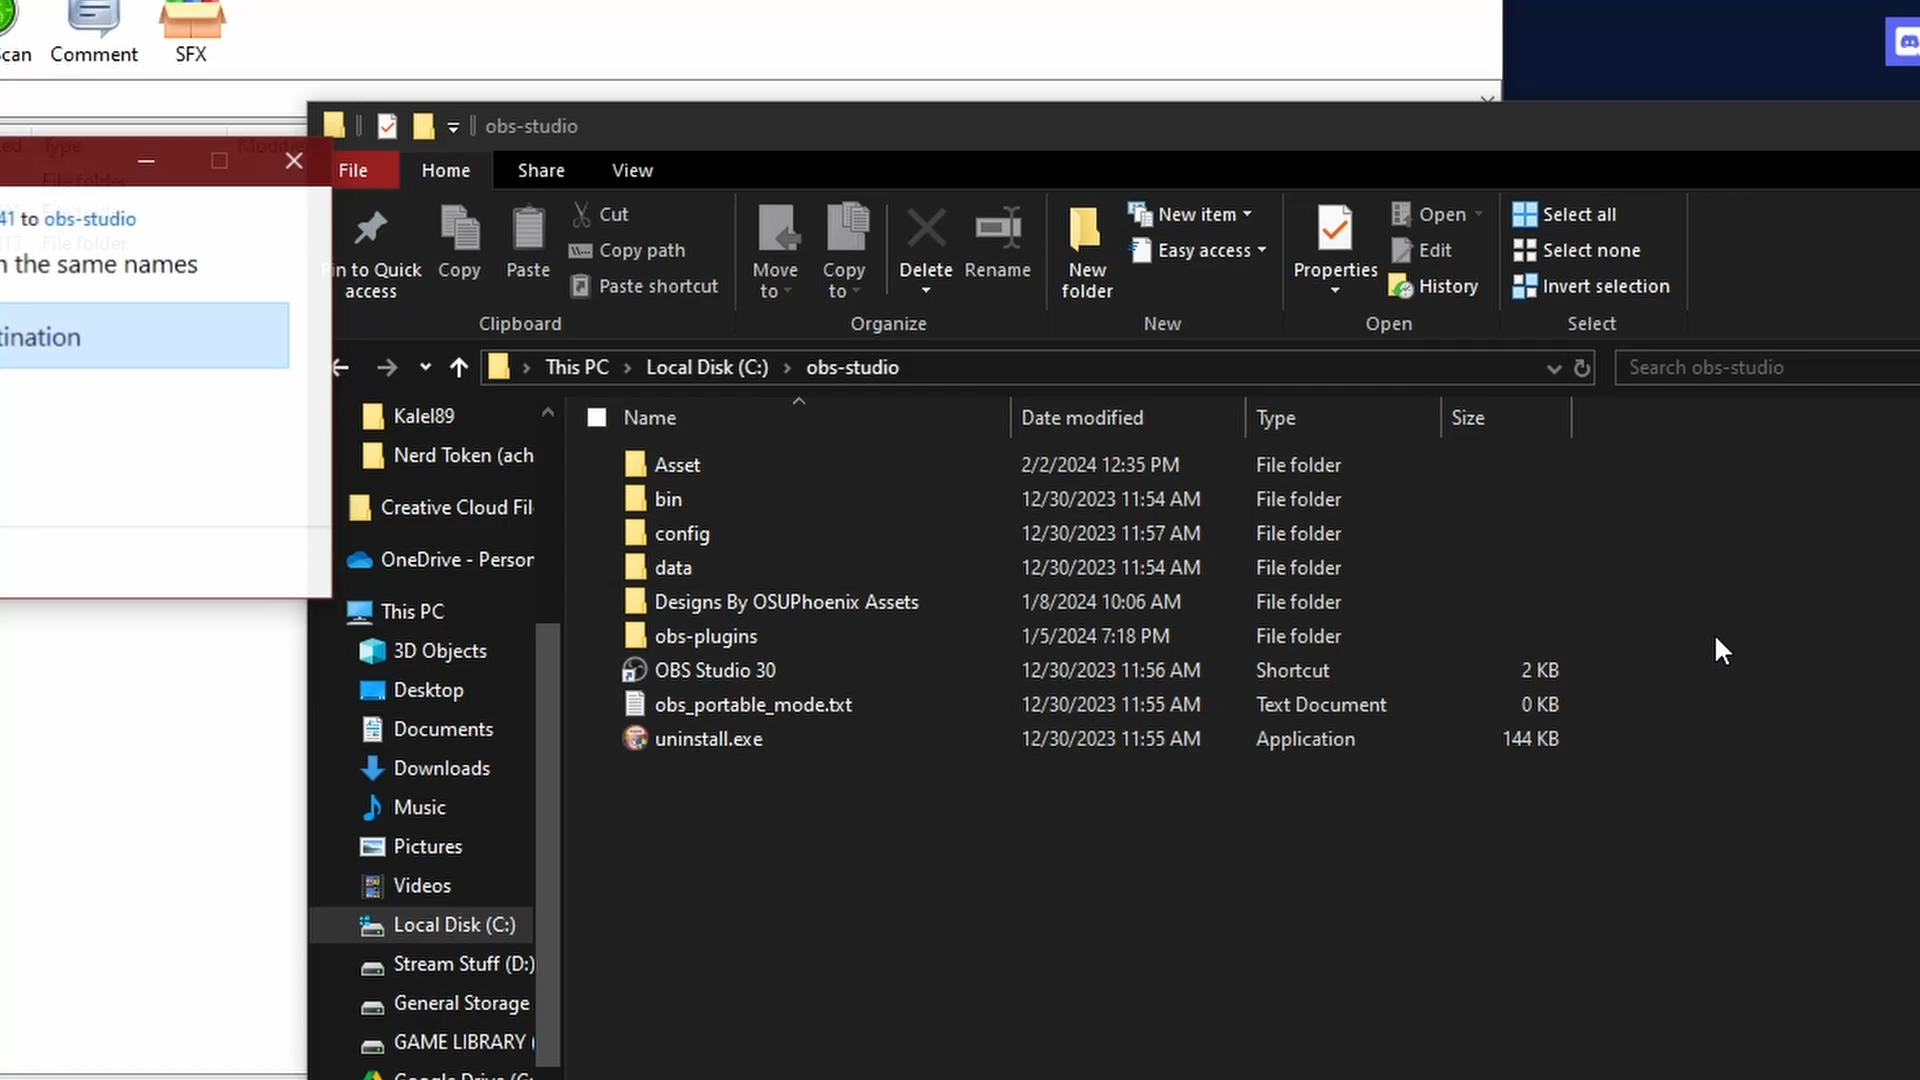 Comment
SFX
obs-studio
File
Home
Share
View
to obs-studio
the same names
Pin to Quick
access
Copy
Paste
Cut
Copy path
Paste shortcut
Clipboard
Move
to
Copy
to
Delete
Rename
Organize
New
folder
New item
Easy access
New
Properties
Open
Edit
History
Open
Select all
Select none
Invert selection
Select
This PC
Local Disk (C:)
obs-studio
Search obs-studio
Kalel89
Nerd Token (ach
Creative Cloud Fil
OneDrive - Person
This PC
3D Objects
Desktop
Documents
Downloads
Music
Pictures
Videos
Local Disk (C:)
Stream Stuff (D:)
General Storage
GAME LIBRARY (
Name Date modified Type Size
Asset 2/2/2024 12:35 PM File folder
bin 12/30/2023 11:54 AM File folder
config 12/30/2023 11:57 AM File folder
data 12/30/2023 11:54 AM File folder
Designs By OSUPhoenix Assets 1/8/2024 10:06 AM File folder
obs-plugins 1/5/2024 7:18 PM File folder
OBS Studio 30 12/30/2023 11:56 AM Shortcut 2 KB
obs_portable_mode.txt 12/30/2023 11:55 AM Text Document 0 KB
uninstall.exe 12/30/2023 11:55 AM Application 144 KB